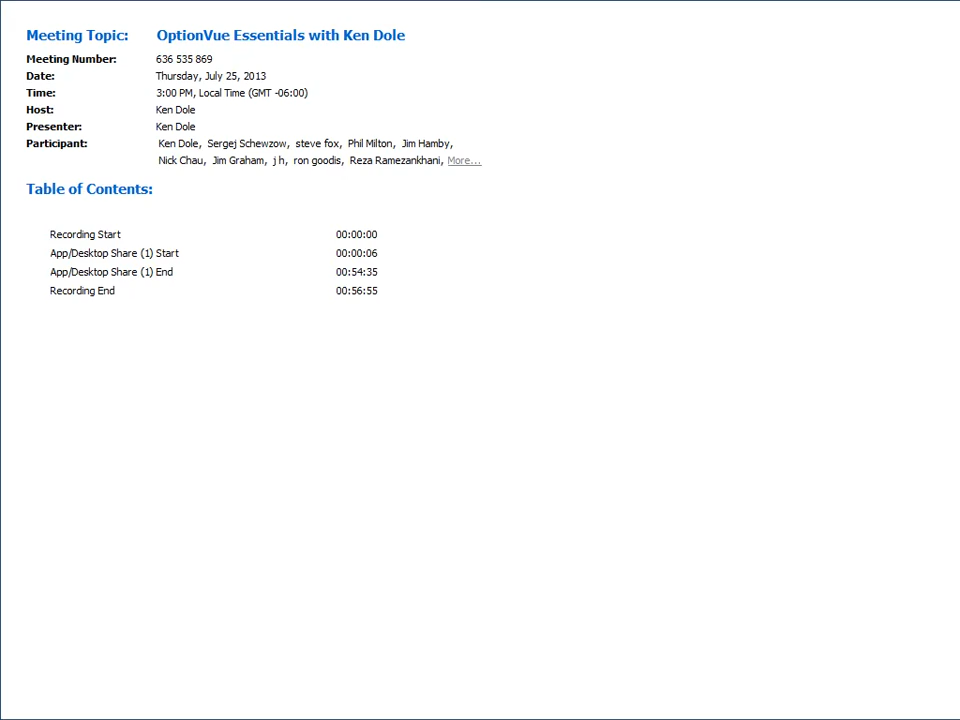 Meeting Topic: OptionVue Essentials with Ken Dole
Meeting Number: 636 535 869
Date: Thursday, July 25, 2013
Time: 3:00 PM, Local Time (GMT -06:00)
Host: Ken Dole
Presenter: Ken Dole
Participant: Ken Dole, Sergej Schewzow, steve fox, Phil Milton, Jim Hamby,
Nick Chau, Jim Graham, j h, ron goodis, Reza Ramezankhani, More...
Table of Contents:
Recording Start 00:00:00
App/Desktop Share (1) Start 00:00:06
App/Desktop Share (1) End 00:54:35
Recording End 00:56:55